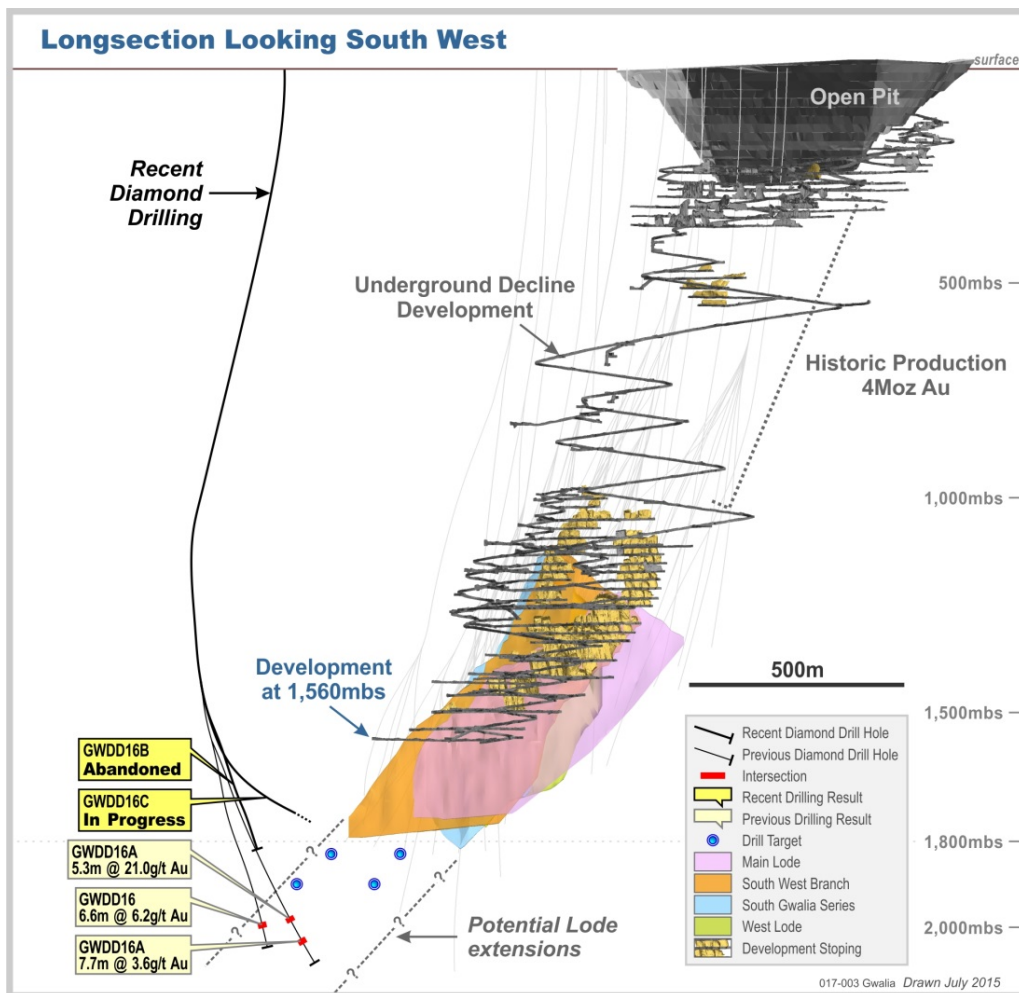 Longsection Looking South West
surface
Open Pit
Recent
Diamond
Drilling
Underground Decline
Development
500mbs
Historic Production
4Moz Au
1,000mbs
Development
at 1,560mbs
500m
1,500mbs
GWDD16B
Abandoned
GWDD16C
In Progress
GWDD16A
5.3m @ 21.0g/t Au
GWDD16
6.6m @ 6.2g/t Au
GWDD16A
7.7m @ 3.6g/t Au
?
?
?
?
?
Potential Lode
extensions
1,800mbs
2,000mbs
Recent Diamond Drill Hole
Previous Diamond Drill Hole
Intersection
Recent Drilling Result
Previous Drilling Result
Drill Target
Main Lode
South West Branch
South Gwalia Series
West Lode
Development Stoping
017-003 Gwalia Drawn July 2015